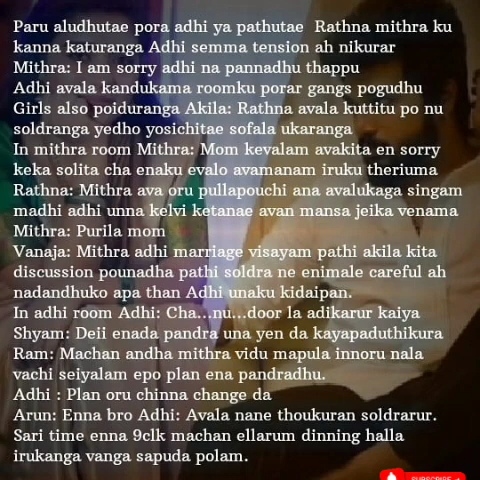 Paru aludhutae pora adhi ya pathutae  Rathna mithra ku
kanna katuranga Adhi semma tension ah nikurar
Mithra: I am sorry adhi na pannadhu thappu
Adhi avala kandukama roomku porar gangs pogudhu
Girls also poiduranga Akila: Rathna avala kuttitu po nu
soldranga yedho yosichitae sofala ukaranga
In mithra room Mithra: Mom kevalam avakita en sorry
keka solita cha enaku evalo avamanam iruku theriuma
Rathna: Mithra ava oru pullapouchi ana avalukaga singam
madhi adhi unna kelvi ketanae avan mansa jeika venama
Mithra: Purila mom
Vanaja: Mithra adhi marriage visayam pathi akila kita
discussion pounadha pathi soldra ne enimale careful ah
nadandhuko apa than Adhi unaku kidaipan.
In adhi room Adhi: Cha...nu...door la adikarur kaiya
Shyam: Deii enada pandra una yen da kayapaduthikura
Ram: Machan andha mithra vidu mapula innoru nala
vachi seiyalam epo plan ena pandradhu.
Adhi : Plan oru chinna change da
Arun: Enna bro Adhi: Avala nane thoukuran soldrarur.
Sari time enna 9clk machan ellarum dinning halla
irukanga vanga sapuda polam.
SUBSCRIBE